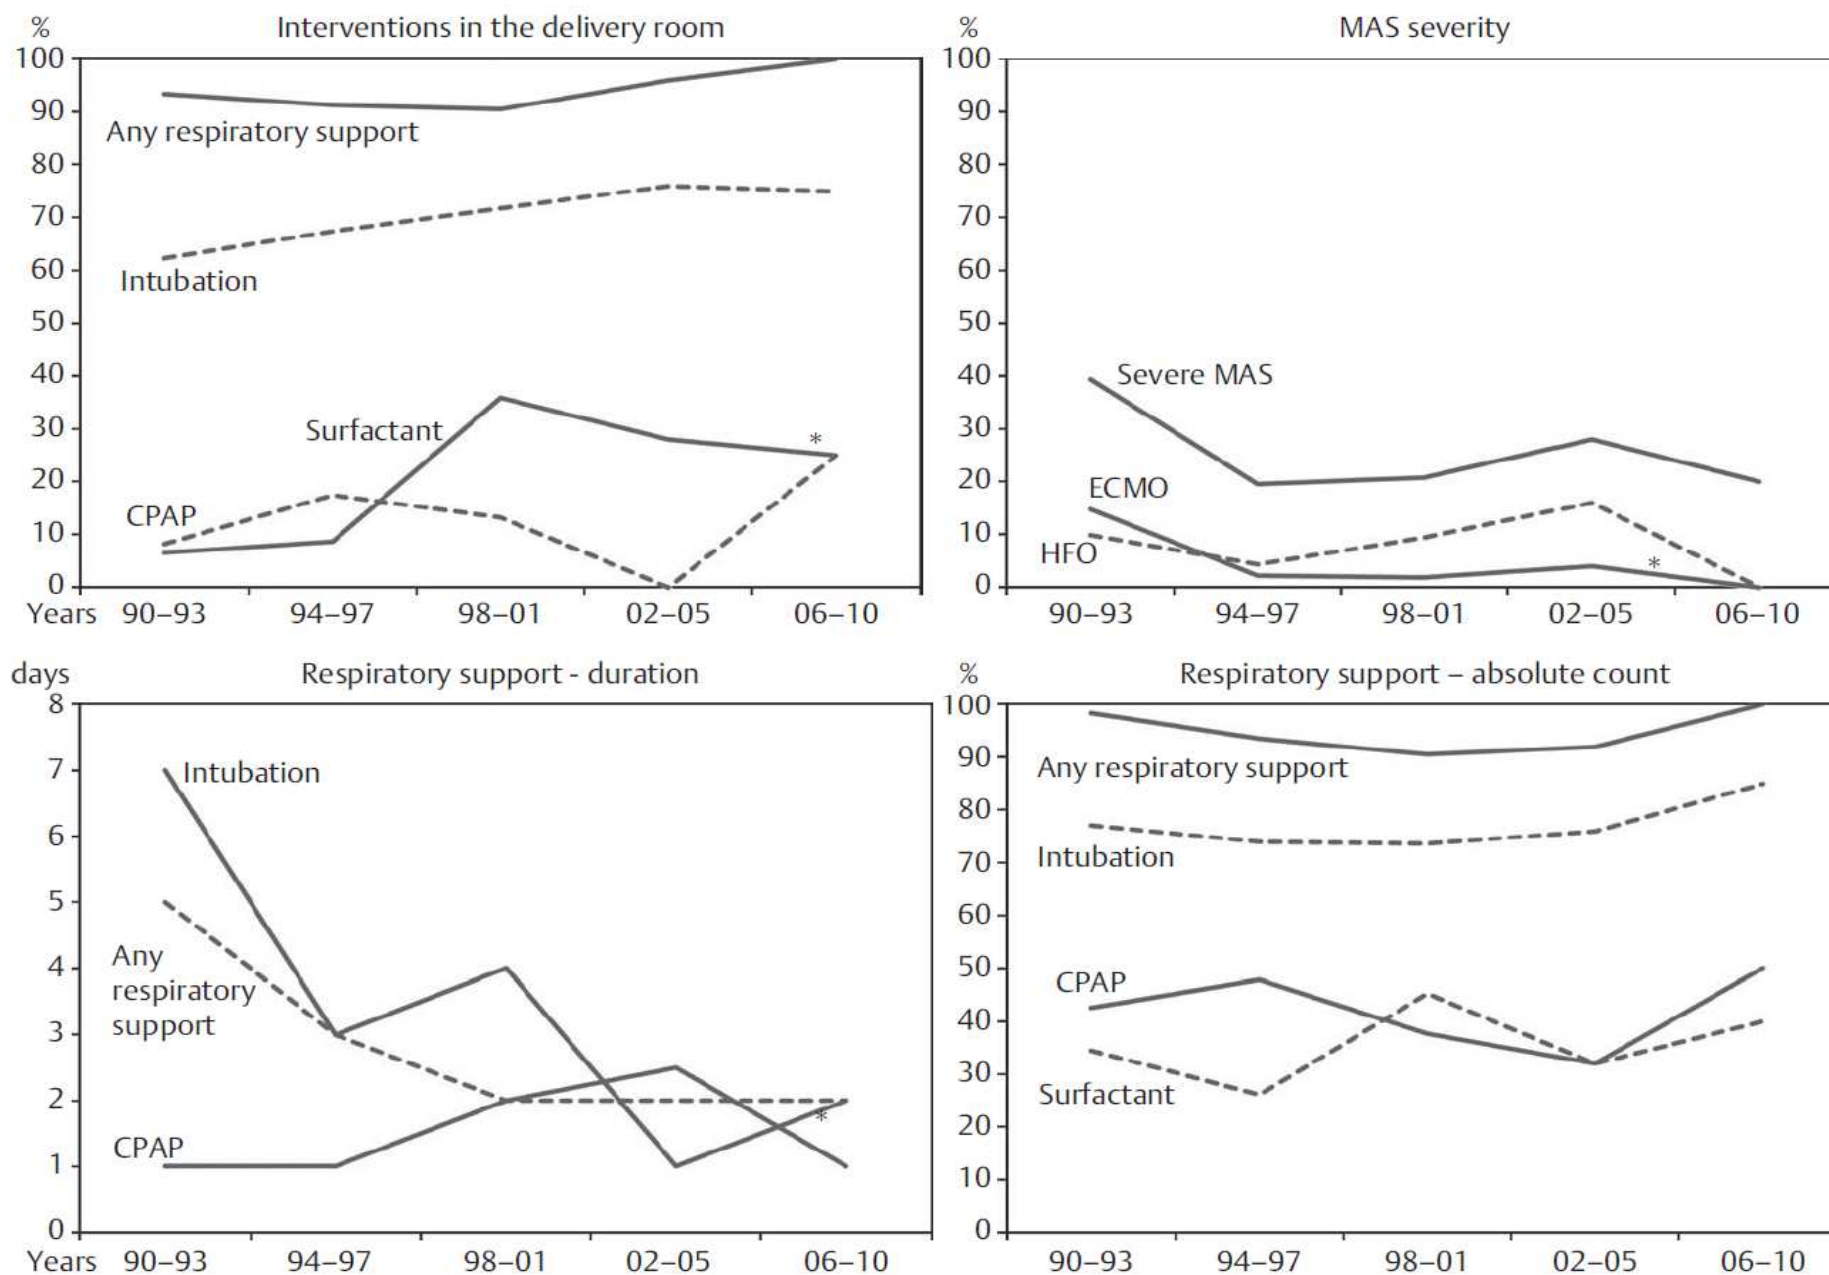 % Interventions in the delivery room
100
90
Any respiratory support
80
70
60
Intubation
50
40
Surfactant
30
*
20
CPAP
10
0
Years 90–93 94–97 98–01 02–05 06–10
% MAS severity
100
90
80
70
60
50
40
Severe MAS
30
20
ECMO
10
HFO
*
0
90–93 94–97 98–01 02–05 06–10
days Respiratory support - duration
8
7
Intubation
6
5
Any
respiratory
support
4
3
2
*
CPAP
1
0
Years 90–93 94–97 98–01 02–05 06–10
% Respiratory support – absolute count
100
90
Any respiratory support
80
Intubation
70
60
50
CPAP
40
30
Surfactant
20
10
0
90–93 94–97 98–01 02–05 06–10